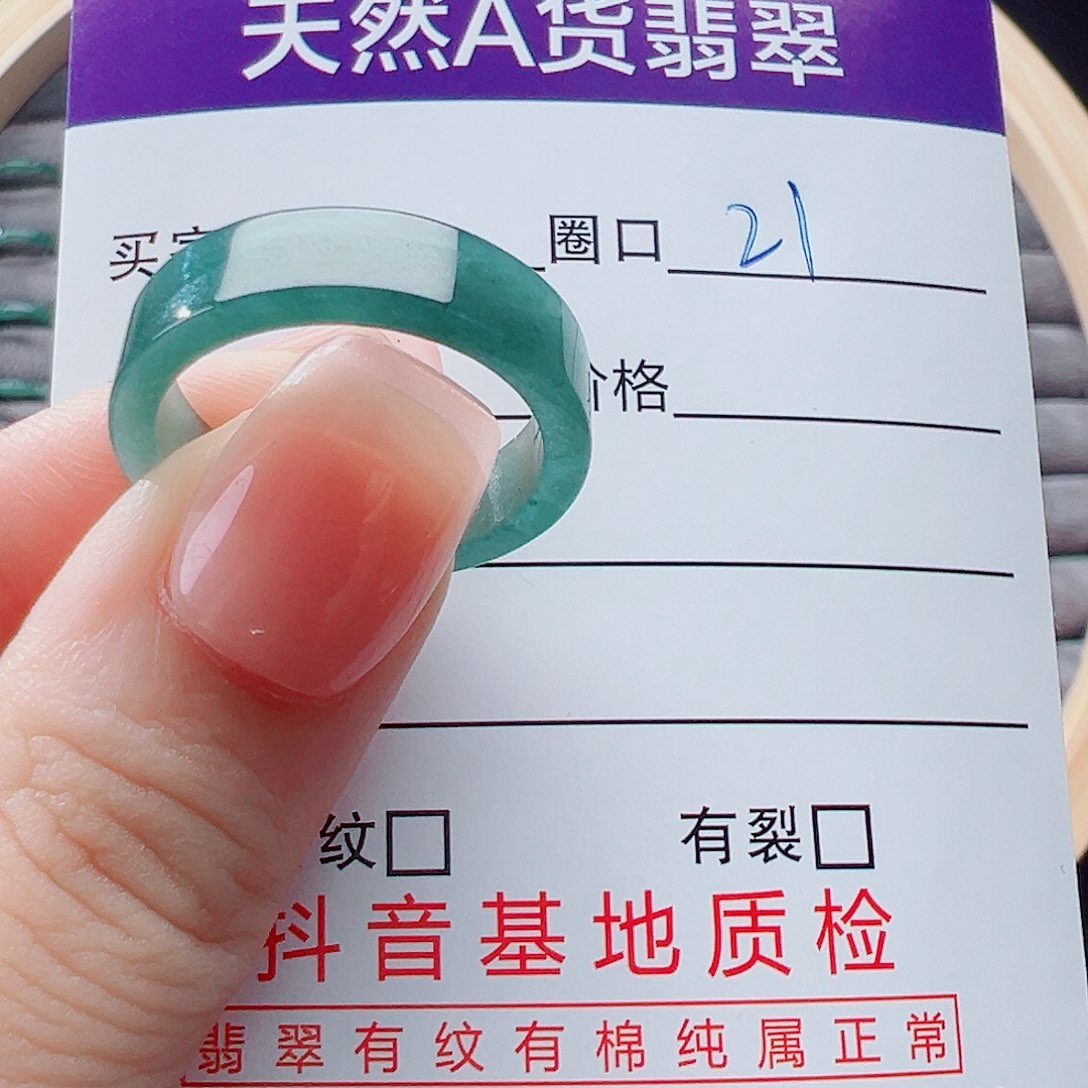 天然A货翡翠
买家 圈口 21
价格
纹 有裂
抖音基地质检
翡翠有纹有棉纯属正常